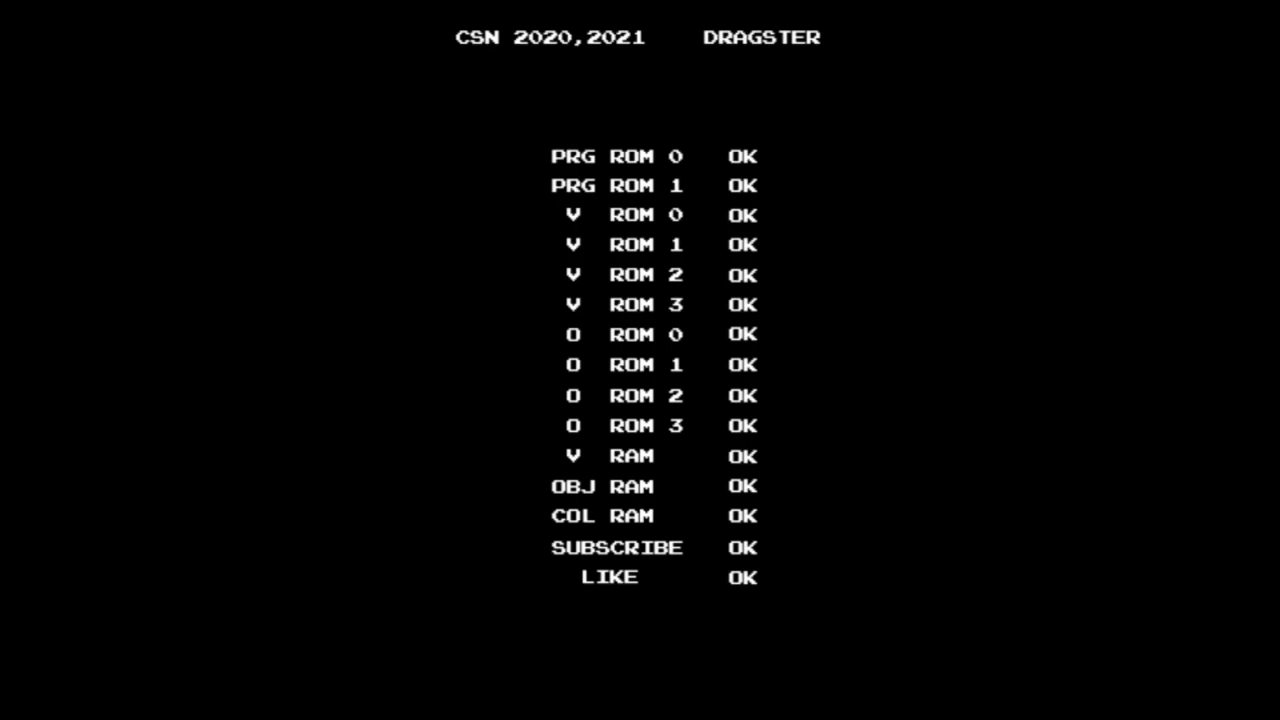 CSN 2020,2021 DRAGSTER
PRG ROM 0 OK
PRG ROM 1 OK
V ROM 0 OK
V ROM 1 OK
V ROM 2 OK
V ROM 3 OK
O ROM 0 OK
O ROM 1 OK
O ROM 2 OK
O ROM 3 OK
V RAM OK
OBJ RAM OK
COL RAM OK
SUBSCRIBE OK
LIKE OK